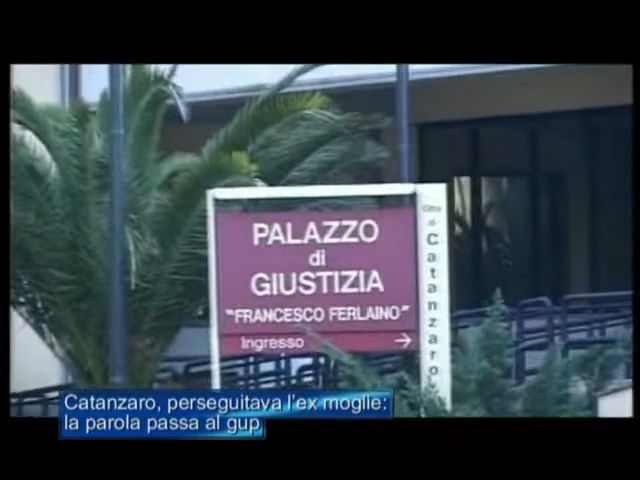 PALAZZO
di
GIUSTIZIA
"FRANCESCO FERLAINO"
Ingresso →
Città di Catanzaro
Catanzaro, perseguitava l'ex moglie:
la parola passa al gup